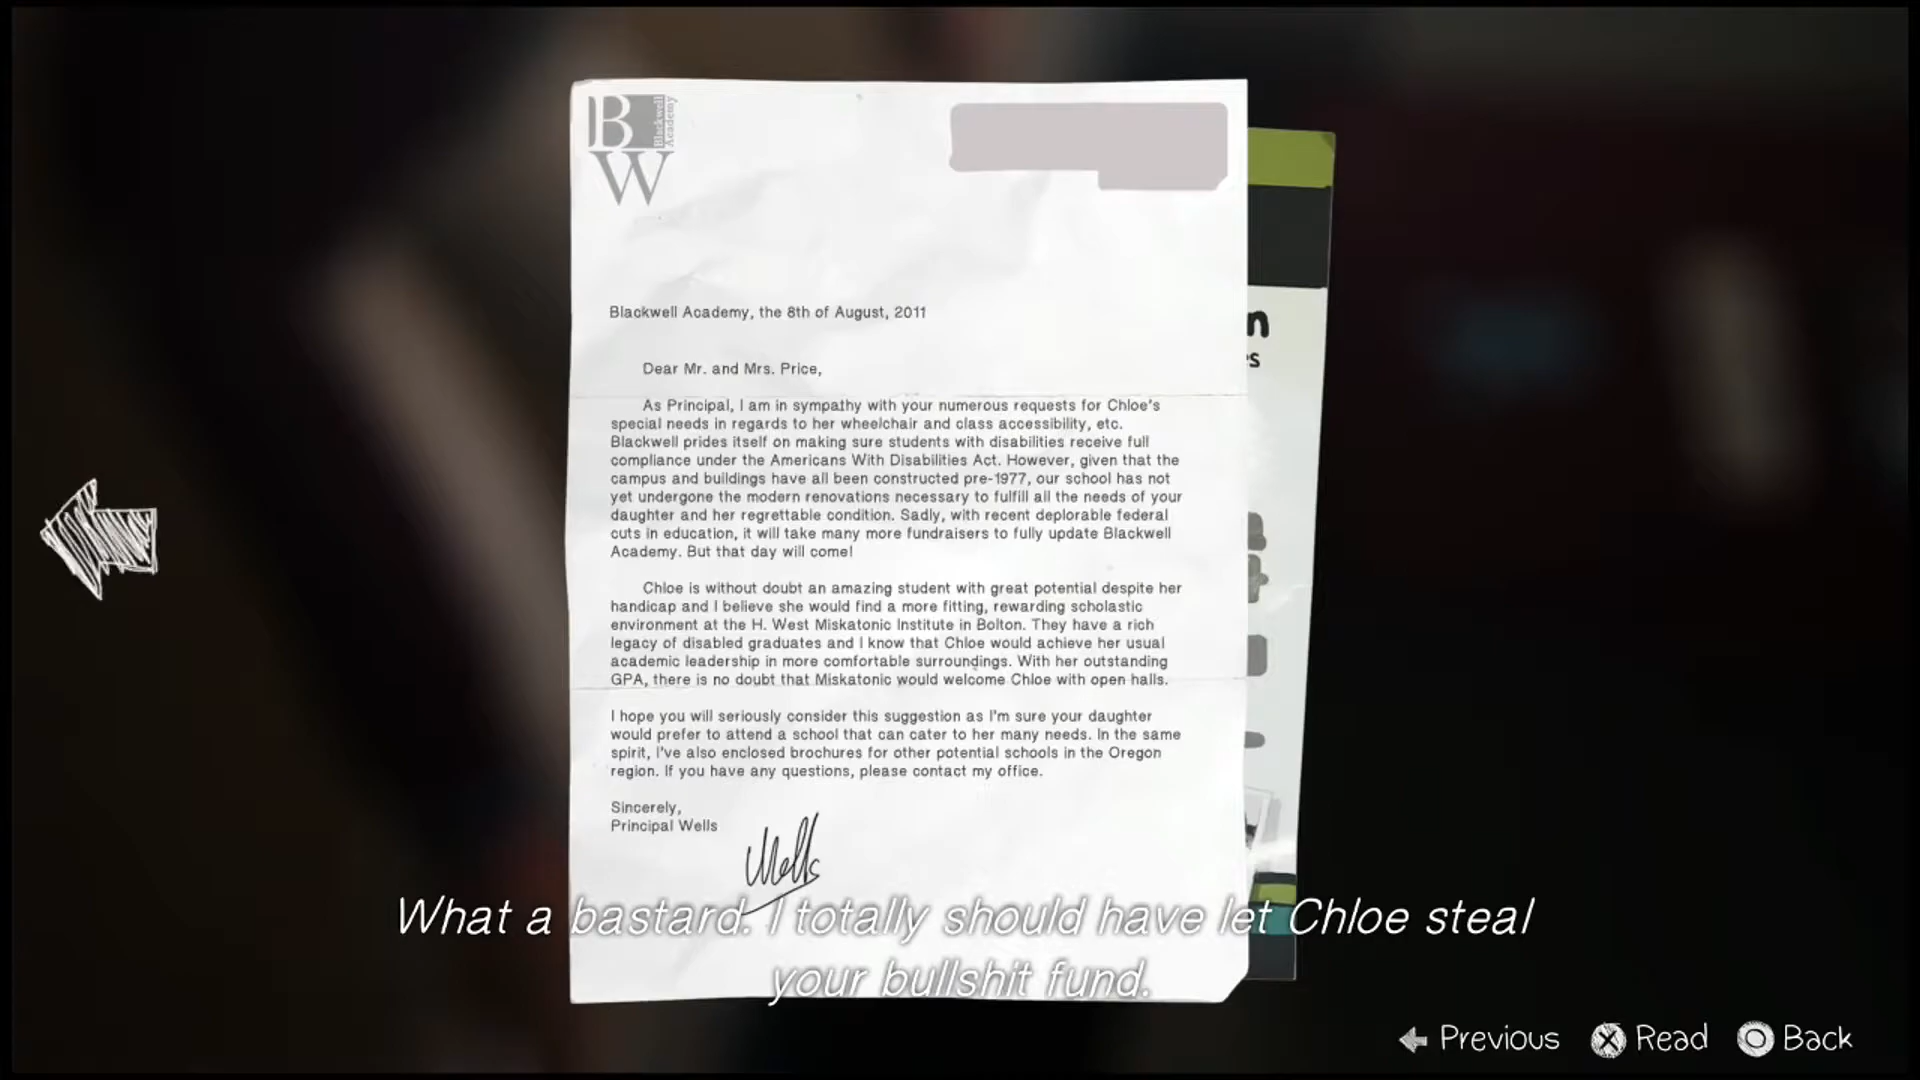 B
W
Blackwell
Academy
Blackwell Academy, the 8th of August, 2011
Dear Mr. and Mrs. Price,
As Principal, I am in sympathy with your numerous requests for Chloe's
special needs in regards to her wheelchair and class accessibility, etc.
Blackwell prides itself on making sure students with disabilities receive full
compliance under the Americans With Disabilities Act. However, given that the
campus and buildings have all been constructed pre-1977, our school has not
yet undergone the modern renovations necessary to fulfill all the needs of your
daughter and her regrettable condition. Sadly, with recent deplorable federal
cuts in education, it will take many more fundraisers to fully update Blackwell
Academy. But that day will come!
Chloe is without doubt an amazing student with great potential despite her
handicap and I believe she would find a more fitting, rewarding scholastic
environment at the H. West Miskatonic Institute in Bolton. They have a rich
legacy of disabled graduates and I know that Chloe would achieve her usual
academic leadership in more comfortable surroundings. With her outstanding
GPA, there is no doubt that Miskatonic would welcome Chloe with open halls.
I hope you will seriously consider this suggestion as I'm sure your daughter
would prefer to attend a school that can cater to her many needs. In the same
spirit, I've also enclosed brochures for other potential schools in the Oregon
region. If you have any questions, please contact my office.
Sincerely,
Principal Wells
Wells
n
es
What a bastard. I totally should have let Chloe steal
your bullshit fund.
Previous Read Back